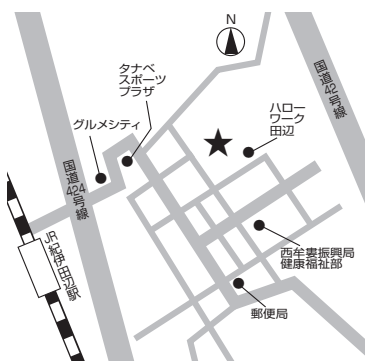 N
タナベ
スポーツ
プラザ
グルメシティ
ハロー
ワーク
田辺
国道42号線
国道424号線
JR紀伊田辺駅
西牟婁振興局
健康福祉部
郵便局